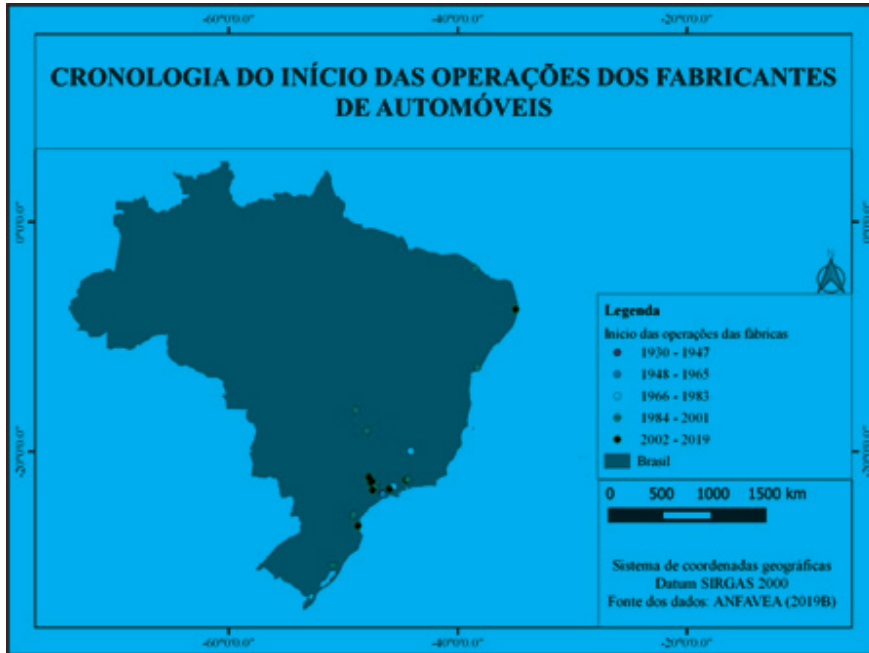 -60°0'0.0" -40°0'0.0" -20°0'0.0"
CRONOLOGIA DO INÍCIO DAS OPERAÇÕES DOS FABRICANTES
DE AUTOMÓVEIS
0°0'0.0" 0°0'0.0"
N
Legenda
Início das operações das fábricas
1930 - 1947
1948 - 1965
1966 - 1983
1984 - 2001
2002 - 2019
Brasil
-20°0'0.0" -20°0'0.0"
0 500 1000 1500 km
Sistema de coordenadas geográficas
Datum SIRGAS 2000
Fonte dos dados: ANFAVEA (2019B)
-60°0'0.0" -40°0'0.0" -20°0'0.0"